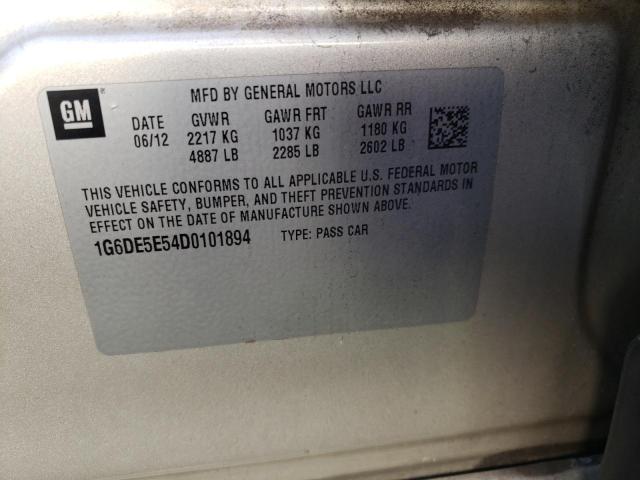 GM
®
MFD BY GENERAL MOTORS LLC
DATE GVWR GAWR FRT GAWR RR
06/12 2217 KG 1037 KG 1180 KG
4887 LB 2285 LB 2602 LB
THIS VEHICLE CONFORMS TO ALL APPLICABLE U.S. FEDERAL MOTOR
VEHICLE SAFETY, BUMPER, AND THEFT PREVENTION STANDARDS IN
EFFECT ON THE DATE OF MANUFACTURE SHOWN ABOVE.
1G6DE5E54D0101894 TYPE: PASS CAR